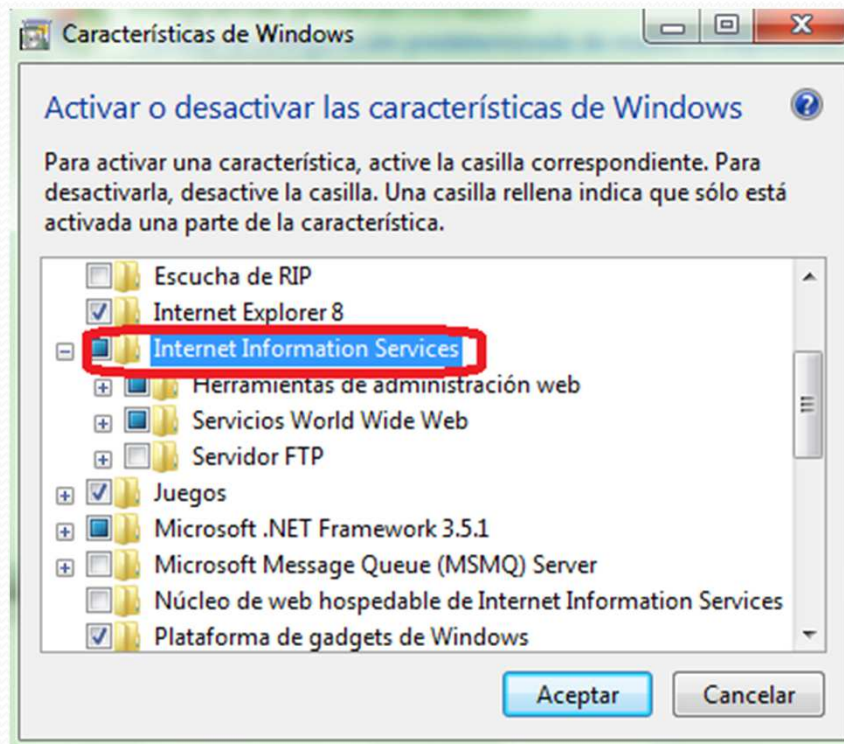 Características de Windows
Activar o desactivar las características de Windows
Para activar una característica, active la casilla correspondiente. Para
desactivarla, desactive la casilla. Una casilla rellena indica que sólo está
activada una parte de la característica.
Escucha de RIP
Internet Explorer 8
Internet Information Services
Herramientas de administración web
Servicios World Wide Web
Servidor FTP
Juegos
Microsoft .NET Framework 3.5.1
Microsoft Message Queue (MSMQ) Server
Núcleo de web hospedable de Internet Information Services
Plataforma de gadgets de Windows
Aceptar
Cancelar